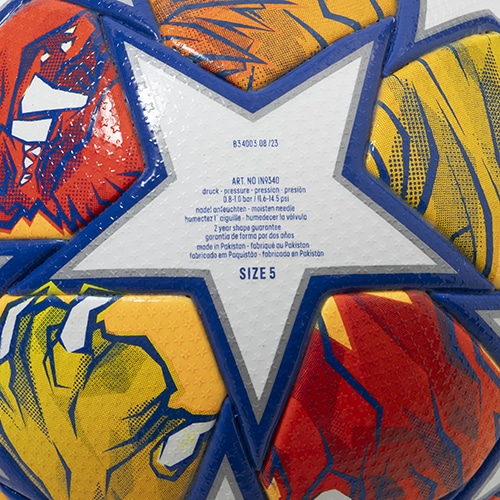 B34003.08/23
ART. NO IN9340
druck - pressure - pression - presión
0.8-1.0 bar / 11.6-14.5 psi
nadel anfeuchten - moisten needle
humectez l'aiguille - humedecer la válvula
2 year shape guarantee
garantía de forma por dos años
made in Pakistan - fabriqué au Pakistan
fabricado em Paquistão - fabricado en Pakistán
SIZE 5